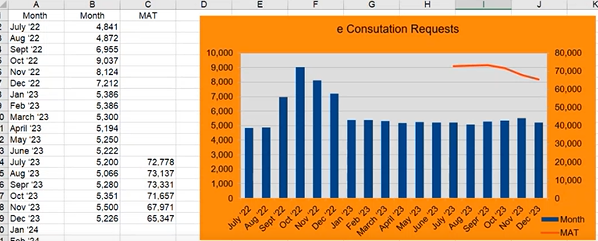 A B C D E F G H I J K
Month Month MAT
July '22 4,841
Aug '22 4,872
Sept '22 6,955
Oct '22 9,037
Nov '22 8,124
Dec '22 7,212
Jan '23 5,386
Feb '23 5,386
March '23 5,300
April '23 5,194
May '23 5,250
June '23 5,222
July '23 5,200 72,778
Aug '23 5,066 73,137
Sepr '23 5,280 73,331
Oct '23 5,351 71,657
Nov '23 5,500 67,971
Dec '23 5,226 65,347
Jan '24
e Consutation Requests
10,000 80,000
9,000 70,000
8,000 60,000
7,000 50,000
6,000 40,000
5,000 30,000
4,000 20,000
3,000 10,000
2,000 0
1,000
0
July '22 Aug '22 Sept '22 Oct '22 Nov '22 Dec '22 Jan '23 Feb '23 March '23 April '23 May '23 June '23 July '23 Aug '23 Sepr '23 Oct '23 Nov '23 Dec '23
Month
MAT